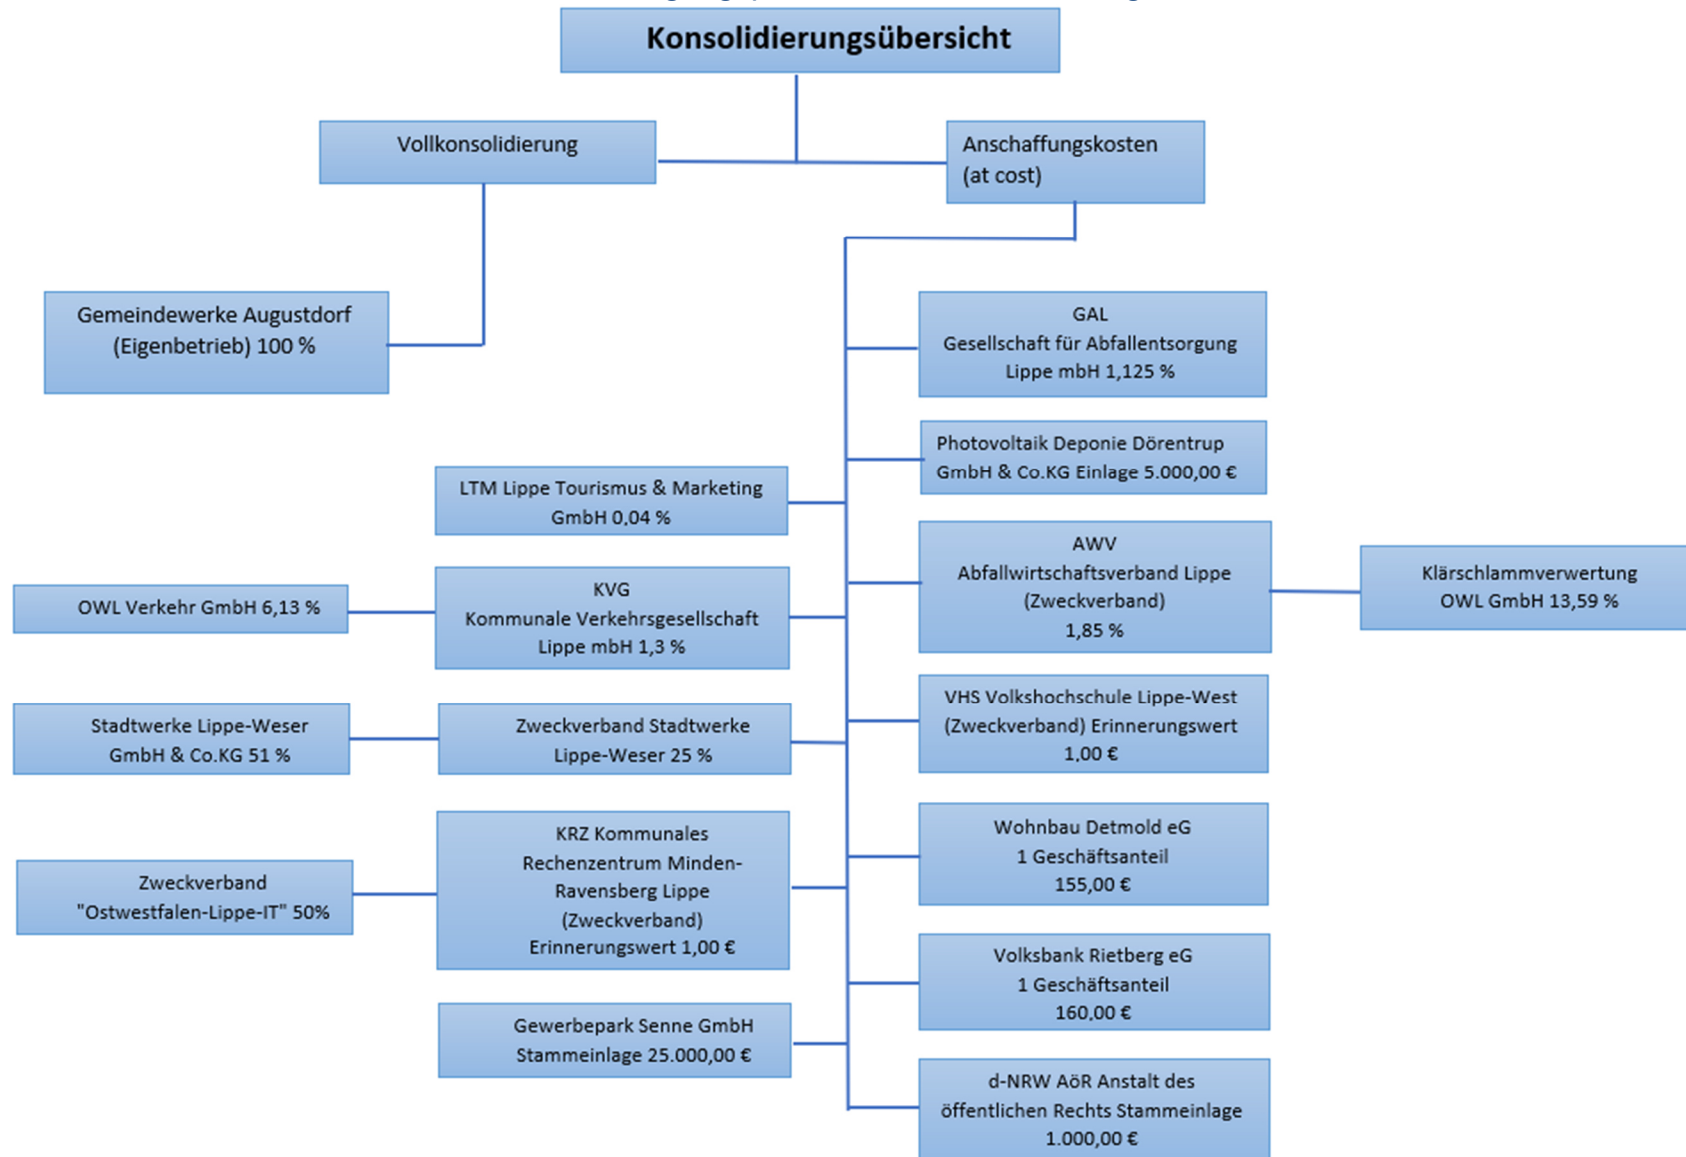 Konsolidierungsübersicht
Vollkonsolidierung
Anschaffungskosten
(at cost)
Gemeindewerke Augustdorf
(Eigenbetrieb) 100 %
GAL
Gesellschaft für Abfallentsorgung
Lippe mbH 1,125 %
Photovoltaik Deponie Dörentrup
GmbH & Co.KG Einlage 5.000,00 €
LTM Lippe Tourismus & Marketing
GmbH 0,04 %
AWV
Abfallwirtschaftsverband Lippe
(Zweckverband)
1,85 %
Klärschlammverwertung
OWL GmbH 13,59 %
OWL Verkehr GmbH 6,13 %
KVG
Kommunale Verkehrsgesellschaft
Lippe mbH 1,3 %
VHS Volkshochschule Lippe-West
(Zweckverband) Erinnerungswert
1,00 €
Stadtwerke Lippe-Weser
GmbH & Co.KG 51 %
Zweckverband Stadtwerke
Lippe-Weser 25 %
Wohnbau Detmold eG
1 Geschäftsanteil
155,00 €
Zweckverband
"Ostwestfalen-Lippe-IT" 50%
KRZ Kommunales
Rechenzentrum Minden-
Ravensberg Lippe
(Zweckverband)
Erinnerungswert 1,00 €
Volksbank Rietberg eG
1 Geschäftsanteil
160,00 €
Gewerbepark Senne GmbH
Stammeinlage 25.000,00 €
d-NRW AöR Anstalt des
öffentlichen Rechts Stammeinlage
1.000,00 €